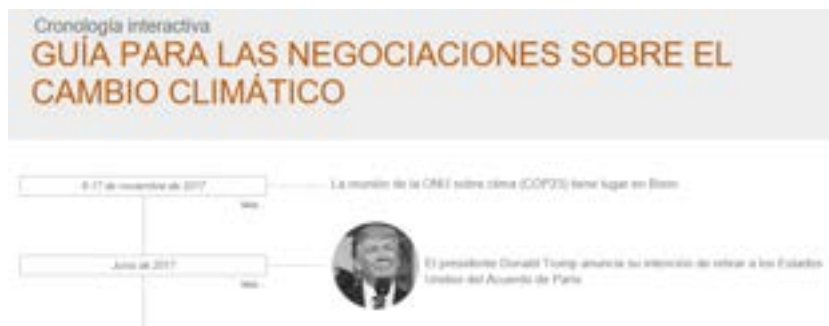 Cronología interactiva
GUÍA PARA LAS NEGOCIACIONES SOBRE EL
CAMBIO CLIMÁTICO
6-17 de noviembre de 2017
La reunión de la ONU sobre clima (COP23) tiene lugar en Bonn
Junio de 2017
El presidente Donald Trump anuncia su intención de retirar a los Estados
Unidos del Acuerdo de París